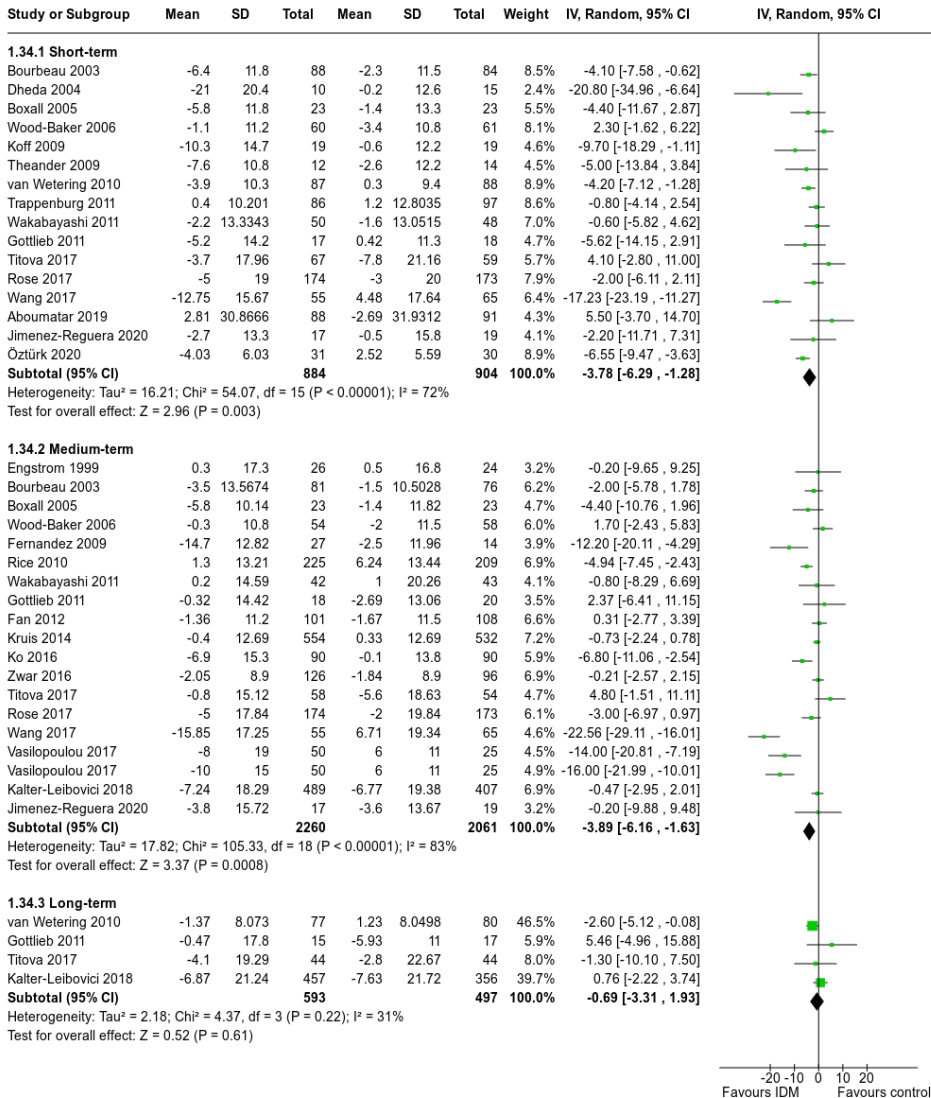 Study or Subgroup Mean SD Total Mean SD Total Weight IV, Random, 95% CI IV, Random, 95% CI
1.34.1 Short-term
Bourbeau 2003 -6.4 11.8 88 -2.3 11.5 84 8.5% -4.10 [-7.58 , -0.62]
Dheda 2004 -21 20.4 10 -0.2 12.6 15 2.4% -20.80 [-34.96 , -6.64]
Boxall 2005 -5.8 11.8 23 -1.4 13.3 23 5.5% -4.40 [-11.67 , 2.87]
Wood-Baker 2006 -1.1 11.2 60 -3.4 10.8 61 8.1% 2.30 [-1.62 , 6.22]
Koff 2009 -10.3 14.7 19 -0.6 12.2 19 4.6% -9.70 [-18.29 , -1.11]
Theander 2009 -7.6 10.8 12 -2.6 12.2 14 4.5% -5.00 [-13.84 , 3.84]
van Wetering 2010 -3.9 10.3 87 0.3 9.4 88 8.9% -4.20 [-7.12 , -1.28]
Trappenburg 2011 0.4 10.201 86 1.2 12.8035 97 8.6% -0.80 [-4.14 , 2.54]
Wakabayashi 2011 -2.2 13.3343 50 -1.6 13.0515 48 7.0% -0.60 [-5.82 , 4.62]
Gottlieb 2011 -5.2 14.2 17 0.42 11.3 18 4.7% -5.62 [-14.15 , 2.91]
Titova 2017 -3.7 17.96 67 -7.8 21.16 59 5.7% 4.10 [-2.80 , 11.00]
Rose 2017 -5 19 174 -3 20 173 7.9% -2.00 [-6.11 , 2.11]
Wang 2017 -12.75 15.67 55 4.48 17.64 65 6.4% -17.23 [-23.19 , -11.27]
Aboumatar 2019 2.81 30.8666 88 -2.69 31.9312 91 4.3% 5.50 [-3.70 , 14.70]
Jimenez-Reguera 2020 -2.7 13.3 17 -0.5 15.8 19 4.1% -2.20 [-11.71 , 7.31]
Öztürk 2020 -4.03 6.03 31 2.52 5.59 30 8.9% -6.55 [-9.47 , -3.63]
Subtotal (95% CI) 884 904 100.0% -3.78 [-6.29 , -1.28]
Heterogeneity: Tau² = 16.21; Chi² = 54.07, df = 15 (P < 0.00001); I² = 72%
Test for overall effect: Z = 2.96 (P = 0.003)
1.34.2 Medium-term
Engstrom 1999 0.3 17.3 26 0.5 16.8 24 3.2% -0.20 [-9.65 , 9.25]
Bourbeau 2003 -3.5 13.5674 81 -1.5 10.5028 76 6.2% -2.00 [-5.78 , 1.78]
Boxall 2005 -5.8 10.14 23 -1.4 11.82 23 4.7% -4.40 [-10.76 , 1.96]
Wood-Baker 2006 -0.3 10.8 54 -2 11.5 58 6.0% 1.70 [-2.43 , 5.83]
Fernandez 2009 -14.7 12.82 27 -2.5 11.96 14 3.9% -12.20 [-20.11 , -4.29]
Rice 2010 1.3 13.21 225 6.24 13.44 209 6.9% -4.94 [-7.45 , -2.43]
Wakabayashi 2011 0.2 14.59 42 1 20.26 43 4.1% -0.80 [-8.29 , 6.69]
Gottlieb 2011 -0.32 14.42 18 -2.69 13.06 20 3.5% 2.37 [-6.41 , 11.15]
Fan 2012 -1.36 11.2 101 -1.67 11.5 108 6.6% 0.31 [-2.77 , 3.39]
Kruis 2014 -0.4 12.69 554 0.33 12.69 532 7.2% -0.73 [-2.24 , 0.78]
Ko 2016 -6.9 15.3 90 -0.1 13.8 90 5.9% -6.80 [-11.06 , -2.54]
Zwar 2016 -2.05 8.9 126 -1.84 8.9 96 6.9% -0.21 [-2.57 , 2.15]
Titova 2017 -0.8 15.12 58 -5.6 18.63 54 4.7% 4.80 [-1.51 , 11.11]
Rose 2017 -5 17.84 174 -2 19.84 173 6.1% -3.00 [-6.97 , 0.97]
Wang 2017 -15.85 17.25 55 6.71 19.34 65 4.6% -22.56 [-29.11 , -16.01]
Vasilopoulou 2017 -8 19 50 6 11 25 4.5% -14.00 [-20.81 , -7.19]
Vasilopoulou 2017 -10 15 50 6 11 25 4.9% -16.00 [-21.99 , -10.01]
Kalter-Leibovici 2018 -7.24 18.29 489 -6.77 19.38 407 6.9% -0.47 [-2.95 , 2.01]
Jimenez-Reguera 2020 -3.8 15.72 17 -3.6 13.67 19 3.2% -0.20 [-9.88 , 9.48]
Subtotal (95% CI) 2260 2061 100.0% -3.89 [-6.16 , -1.63]
Heterogeneity: Tau² = 17.82; Chi² = 105.33, df = 18 (P < 0.00001); I² = 83%
Test for overall effect: Z = 3.37 (P = 0.0008)
1.34.3 Long-term
van Wetering 2010 -1.37 8.073 77 1.23 8.0498 80 46.5% -2.60 [-5.12 , -0.08]
Gottlieb 2011 -0.47 17.8 15 -5.93 11 17 5.9% 5.46 [-4.96 , 15.88]
Titova 2017 -4.1 19.29 44 -2.8 22.67 44 8.0% -1.30 [-10.10 , 7.50]
Kalter-Leibovici 2018 -6.87 21.24 457 -7.63 21.72 356 39.7% 0.76 [-2.22 , 3.74]
Subtotal (95% CI) 593 497 100.0% -0.69 [-3.31 , 1.93]
Heterogeneity: Tau² = 2.18; Chi² = 4.37, df = 3 (P = 0.22); I² = 31%
Test for overall effect: Z = 0.52 (P = 0.61)
-20 -10 0 10 20
Favours IDM Favours control